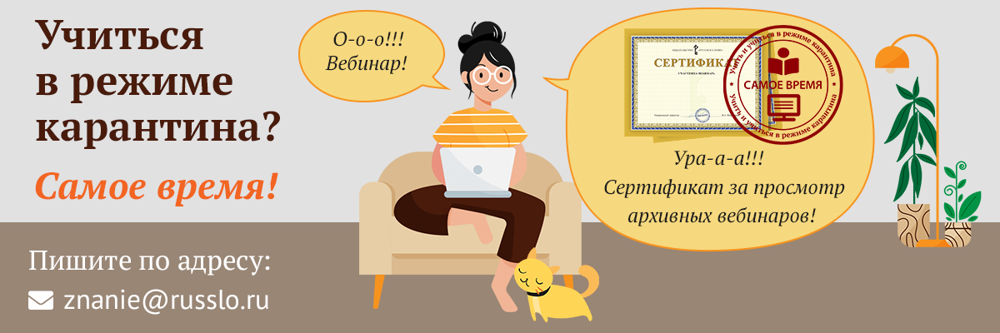 Учиться
в режиме
карантина?
Самое время!
Пишите по адресу:
znanie@russlo.ru
О-о-о!!!
Вебинар!
СЕРТИФИКАТ
УЧАСТНИКА ВЕБИНАРА
Учить и учиться в режиме карантина
САМОЕ ВРЕМЯ
Учить и учиться в режиме карантина
Ура-а-а!!!
Сертификат за просмотр
архивных вебинаров!